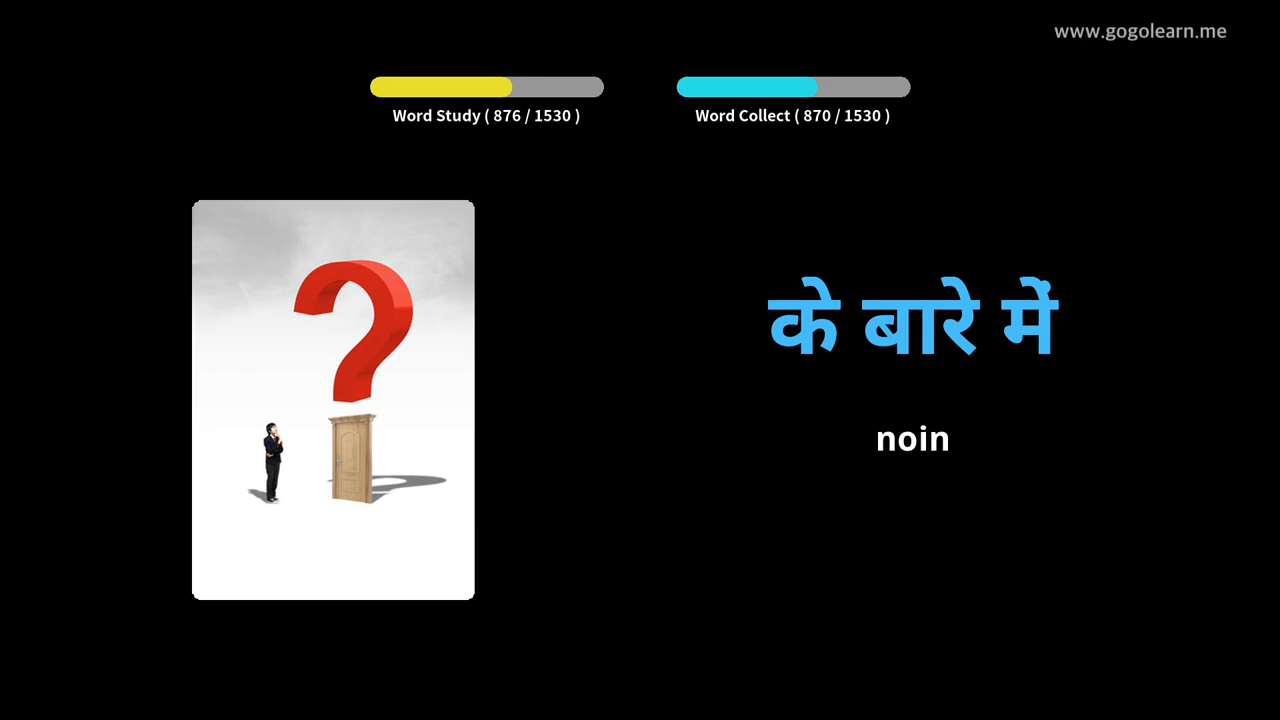 www.gogolearn.me
Word Study ( 876 / 1530 )
Word Collect ( 870 / 1530 )
के बारे में
noin